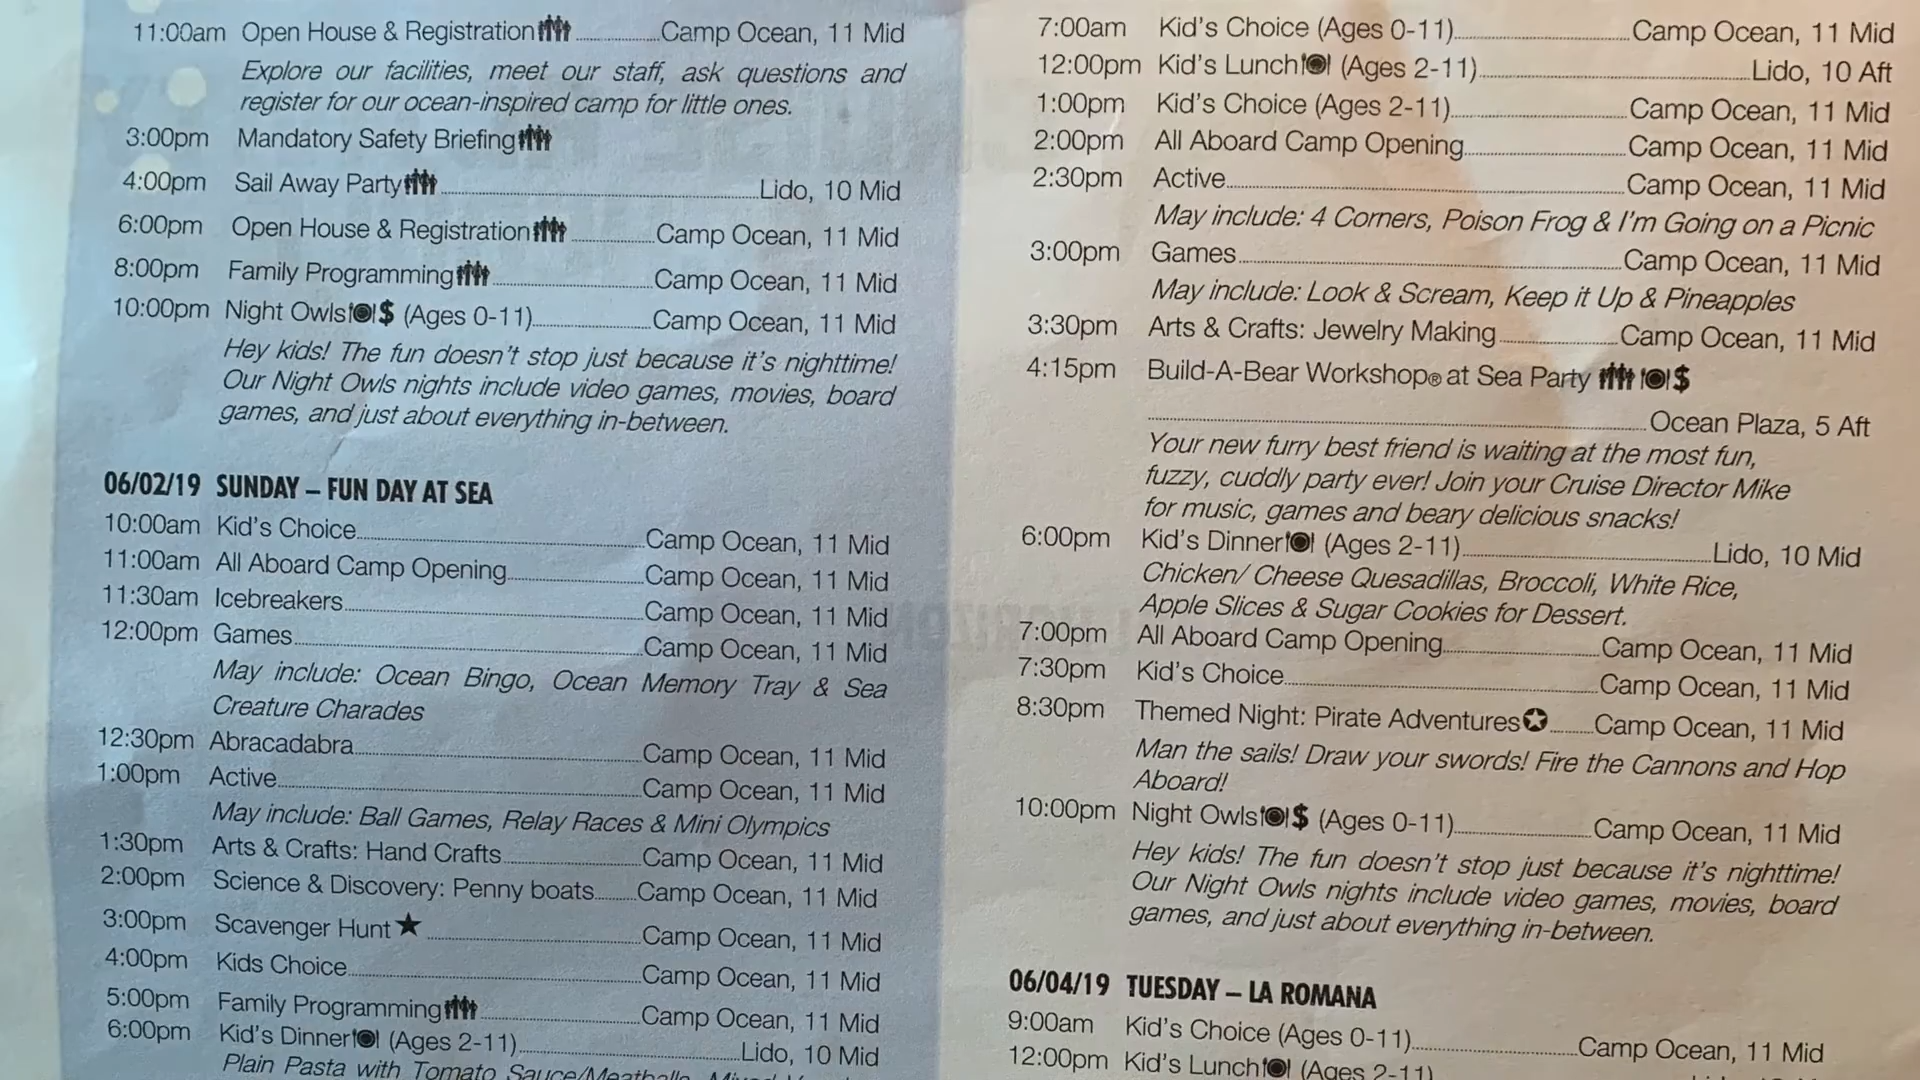 11:00am Open House & Registration Camp Ocean, 11 Mid
Explore our facilities, meet our staff, ask questions and
register for our ocean-inspired camp for little ones.
3:00pm Mandatory Safety Briefing
4:00pm Sail Away Party Lido, 10 Mid
6:00pm Open House & Registration Camp Ocean, 11 Mid
8:00pm Family Programming Camp Ocean, 11 Mid
10:00pm Night Owls $ (Ages 0-11) Camp Ocean, 11 Mid
Hey kids! The fun doesn't stop just because it's nighttime!
Our Night Owls nights include video games, movies, board
games, and just about everything in-between.
06/02/19 SUNDAY – FUN DAY AT SEA
10:00am Kid's Choice Camp Ocean, 11 Mid
11:00am All Aboard Camp Opening Camp Ocean, 11 Mid
11:30am Icebreakers Camp Ocean, 11 Mid
12:00pm Games Camp Ocean, 11 Mid
May include: Ocean Bingo, Ocean Memory Tray & Sea
Creature Charades
12:30pm Abracadabra Camp Ocean, 11 Mid
1:00pm Active Camp Ocean, 11 Mid
May include: Ball Games, Relay Races & Mini Olympics
1:30pm Arts & Crafts: Hand Crafts Camp Ocean, 11 Mid
2:00pm Science & Discovery: Penny boats Camp Ocean, 11 Mid
3:00pm Scavenger Hunt ★ Camp Ocean, 11 Mid
4:00pm Kids Choice Camp Ocean, 11 Mid
5:00pm Family Programming Camp Ocean, 11 Mid
6:00pm Kid's Dinner (Ages 2-11) Lido, 10 Mid
Plain Pasta with Tomato Sauce/Meatballs,
7:00am Kid's Choice (Ages 0-11) Camp Ocean, 11 Mid
12:00pm Kid's Lunch (Ages 2-11) Lido, 10 Aft
1:00pm Kid's Choice (Ages 2-11) Camp Ocean, 11 Mid
2:00pm All Aboard Camp Opening Camp Ocean, 11 Mid
2:30pm Active Camp Ocean, 11 Mid
May include: 4 Corners, Poison Frog & I'm Going on a Picnic
3:00pm Games Camp Ocean, 11 Mid
May include: Look & Scream, Keep it Up & Pineapples
3:30pm Arts & Crafts: Jewelry Making Camp Ocean, 11 Mid
4:15pm Build-A-Bear Workshop® at Sea Party $
Ocean Plaza, 5 Aft
Your new furry best friend is waiting at the most fun,
fuzzy, cuddly party ever! Join your Cruise Director Mike
for music, games and beary delicious snacks!
6:00pm Kid's Dinner (Ages 2-11) Lido, 10 Mid
Chicken/ Cheese Quesadillas, Broccoli, White Rice,
Apple Slices & Sugar Cookies for Dessert.
7:00pm All Aboard Camp Opening Camp Ocean, 11 Mid
7:30pm Kid's Choice Camp Ocean, 11 Mid
8:30pm Themed Night: Pirate Adventures✪ Camp Ocean, 11 Mid
Man the sails! Draw your swords! Fire the Cannons and Hop
Aboard!
10:00pm Night Owls $ (Ages 0-11) Camp Ocean, 11 Mid
Hey kids! The fun doesn't stop just because it's nighttime!
Our Night Owls nights include video games, movies, board
games, and just about everything in-between.
06/04/19 TUESDAY – LA ROMANA
9:00am Kid's Choice (Ages 0-11) Camp Ocean, 11 Mid
12:00pm Kid's Lunch (Ages 2-11)